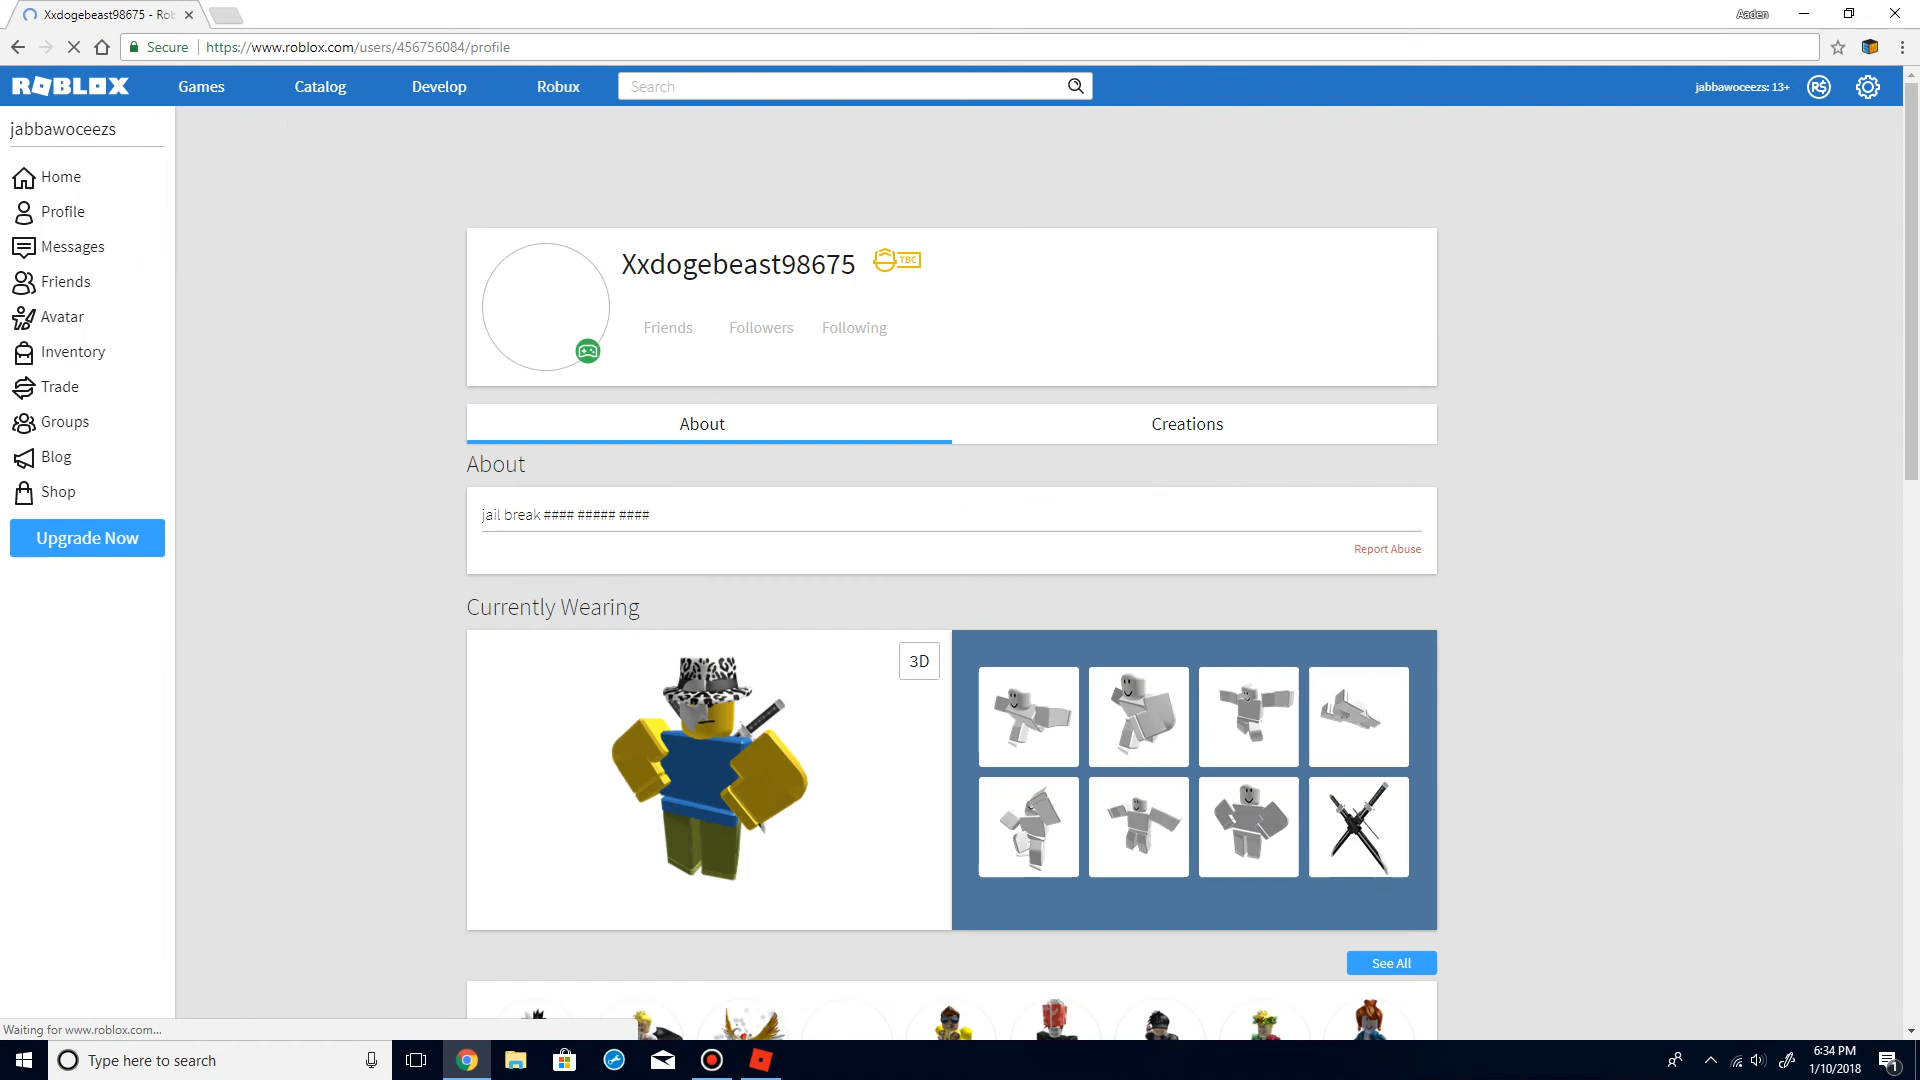 Xxdogebeast98675 - Rob
Aaden
Secure
https://www.roblox.com/users/456756084/profile
ROBLOX
Games
Catalog
Develop
Robux
Search
jabbawoceezs: 13+
R$
jabbawoceezs
Home
Profile
Messages
Friends
Avatar
Inventory
Trade
Groups
Blog
Shop
Upgrade Now
Xxdogebeast98675
TBC
Friends
Followers
Following
About
Creations
About
jail break #### ##### ####
Report Abuse
Currently Wearing
3D
See All
Waiting for www.roblox.com...
Type here to search
6:34 PM
1/10/2018
1